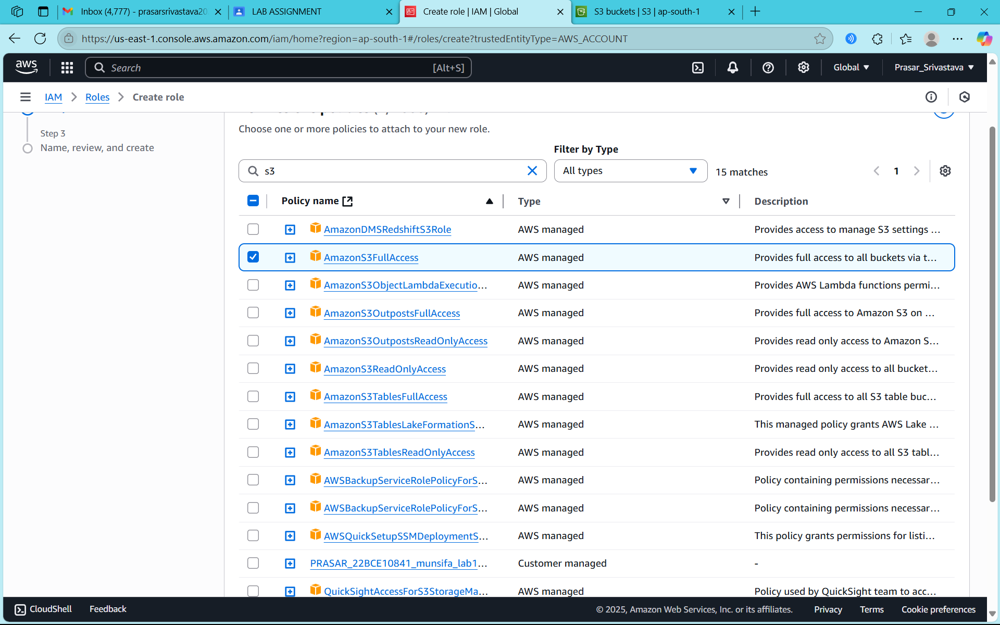 Inbox (4,777) - prasarsrivastava20
LAB ASSIGNMENT
Create role | IAM | Global
S3 buckets | S3 | ap-south-1
https://us-east-1.console.aws.amazon.com/iam/home?region=ap-south-1#/roles/create?trustedEntityType=AWS_ACCOUNT
aws
Search
[Alt+S]
Global
Prasar_Srivastava
IAM
Roles
Create role
Step 3
Name, review, and create
Choose one or more policies to attach to your new role.
Filter by Type
s3
All types
15 matches
1
Policy name
Type
Description
AmazonDMSRedshiftS3Role AWS managed Provides access to manage S3 settings ...
AmazonS3FullAccess AWS managed Provides full access to all buckets via t...
AmazonS3ObjectLambdaExecutio... AWS managed Provides AWS Lambda functions permi...
AmazonS3OutpostsFullAccess AWS managed Provides full access to Amazon S3 on ...
AmazonS3OutpostsReadOnlyAccess AWS managed Provides read only access to Amazon S...
AmazonS3ReadOnlyAccess AWS managed Provides read only access to all bucket...
AmazonS3TablesFullAccess AWS managed Provides full access to all S3 table buc...
AmazonS3TablesLakeFormationS... AWS managed This managed policy grants AWS Lake ...
AmazonS3TablesReadOnlyAccess AWS managed Provides read only access to all S3 tabl...
AWSBackupServiceRolePolicyForS... AWS managed Policy containing permissions necessar...
AWSBackupServiceRolePolicyForS... AWS managed Policy containing permissions necessar...
AWSQuickSetupSSMDeploymentS... AWS managed This policy grants permissions for listi...
PRASAR_22BCE10841_munsifa_lab1... Customer managed -
QuickSightAccessForS3StorageMa... AWS managed Policy used by QuickSight team to acc...
CloudShell
Feedback
© 2025, Amazon Web Services, Inc. or its affiliates.
Privacy
Terms
Cookie preferences